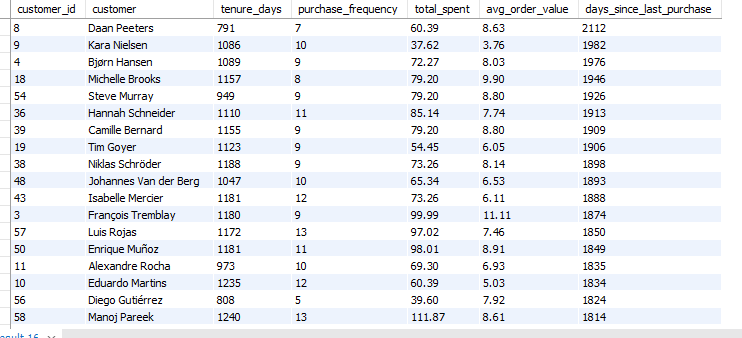 customer_id customer tenure_days purchase_frequency total_spent avg_order_value days_since_last_purchase
8 Daan Peeters 791 7 60.39 8.63 2112
9 Kara Nielsen 1086 10 37.62 3.76 1982
4 Bjørn Hansen 1089 9 72.27 8.03 1976
18 Michelle Brooks 1157 8 79.20 9.90 1946
54 Steve Murray 949 9 79.20 8.80 1926
36 Hannah Schneider 1110 11 85.14 7.74 1913
39 Camille Bernard 1155 9 79.20 8.80 1909
19 Tim Goyer 1123 9 54.45 6.05 1906
38 Niklas Schröder 1188 9 73.26 8.14 1898
48 Johannes Van der Berg 1047 10 65.34 6.53 1893
43 Isabelle Mercier 1181 12 73.26 6.11 1888
3 François Tremblay 1180 9 99.99 11.11 1874
57 Luis Rojas 1172 13 97.02 7.46 1850
50 Enrique Muñoz 1181 11 98.01 8.91 1849
11 Alexandre Rocha 973 10 69.30 6.93 1835
10 Eduardo Martins 1235 12 60.39 5.03 1834
56 Diego Gutiérrez 808 5 39.60 7.92 1824
58 Manoj Pareek 1240 13 111.87 8.61 1814